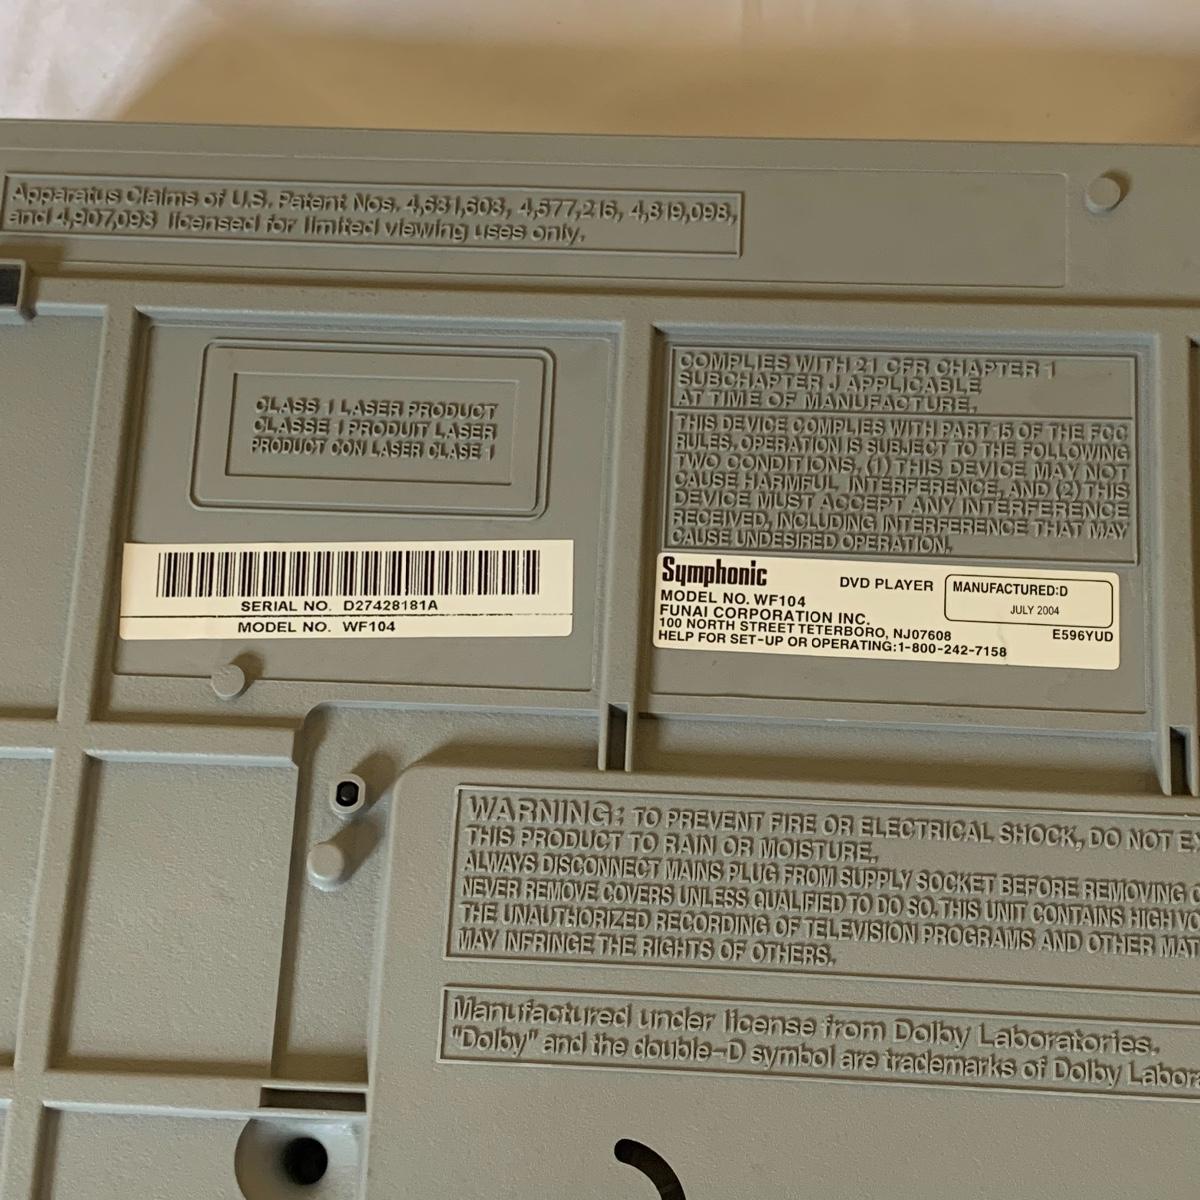 Apparatus Claims of U.S. Patent Nos. 4,631,603, 4,577,216, 4,819,098,
and 4,907,093 licensed for limited viewing uses only.
CLASS 1 LASER PRODUCT
CLASSE 1 PRODUIT LASER
PRODUCT CON LASER CLASE 1
SERIAL NO. D27428181A
MODEL NO. WF104
COMPLIES WITH 21 CFR CHAPTER 1
SUBCHAPTER J APPLICABLE
AT TIME OF MANUFACTURE.
THIS DEVICE COMPLIES WITH PART 15 OF THE FCC
RULES. OPERATION IS SUBJECT TO THE FOLLOWING
TWO CONDITIONS, (1) THIS DEVICE MAY NOT
CAUSE HARMFUL INTERFERENCE, AND (2) THIS
DEVICE MUST ACCEPT ANY INTERFERENCE
RECEIVED, INCLUDING INTERFERENCE THAT MAY
CAUSE UNDESIRED OPERATION.
Symphonic DVD PLAYER MANUFACTURED:D
JULY 2004
MODEL NO. WF104
FUNAI CORPORATION INC.
100 NORTH STREET TETERBORO, NJ07608 E596YUD
HELP FOR SET-UP OR OPERATING:1-800-242-7158
WARNING: TO PREVENT FIRE OR ELECTRICAL SHOCK, DO NOT EX
THIS PRODUCT TO RAIN OR MOISTURE.
ALWAYS DISCONNECT MAINS PLUG FROM SUPPLY SOCKET BEFORE REMOVING
NEVER REMOVE COVERS UNLESS QUALIFIED TO DO SO. THIS UNIT CONTAINS HIGH VO
THE UNAUTHORIZED RECORDING OF TELEVISION PROGRAMS AND OTHER MAT
MAY INFRINGE THE RIGHTS OF OTHERS.
Manufactured under license from Dolby Laboratories.
"Dolby" and the double-D symbol are trademarks of Dolby Labora